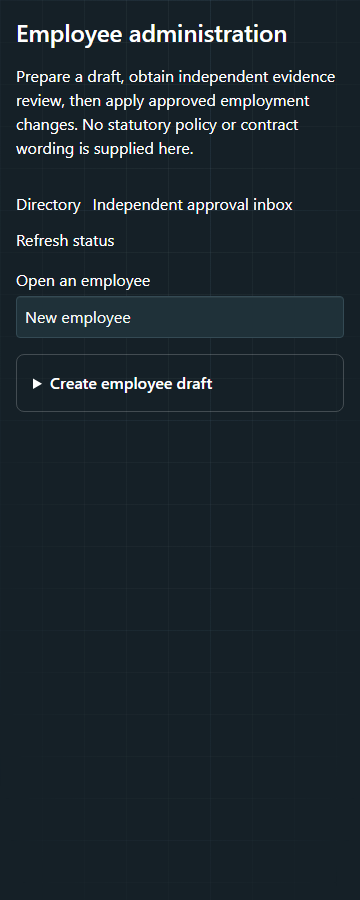 Employee administration
Prepare a draft, obtain independent evidence
review, then apply approved employment
changes. No statutory policy or contract
wording is supplied here.
Directory Independent approval inbox
Refresh status
Open an employee
New employee
Create employee draft